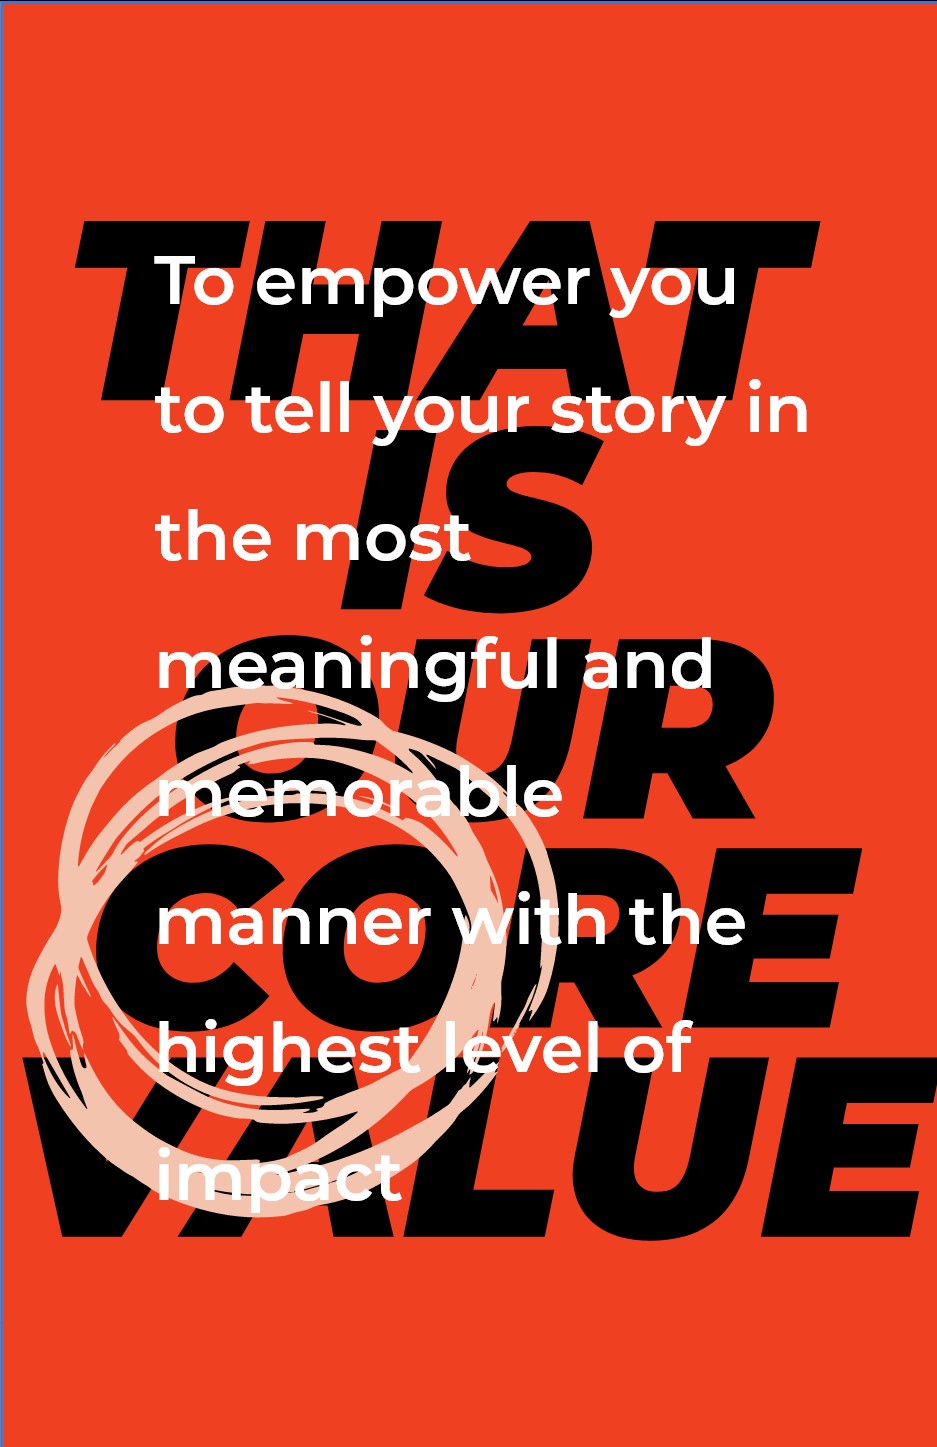 THAT
IS
OUR
CORE
VALUE
To empower you
to tell your story in
the most
meaningful and
memorable
manner with the
highest level of
impact